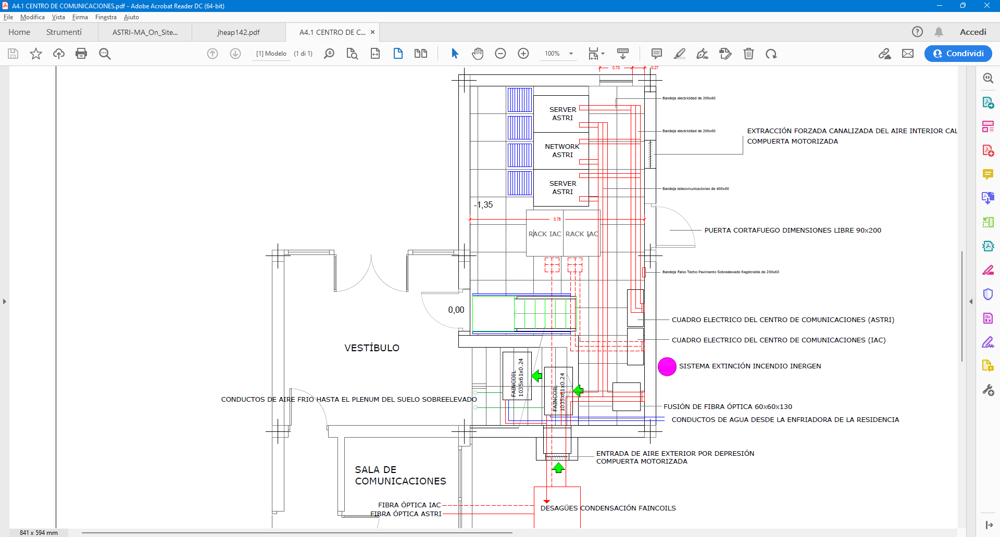 A4.1 CENTRO DE COMUNICACIONES.pdf - Adobe Acrobat Reader DC (64-bit)
File Modifica Vista Firma Finestra Aiuto
Home Strumenti ASTRI-MA_On_Site... jheap142.pdf A4.1 CENTRO DE C... × Accedi
[1] Modelo (1 di 1) 100% Condividi
0.70 0.27
Bandeja electricidad de 200x60
SERVER
ASTRI
Bandeja electricidad de 200x60
EXTRACCIÓN FORZADA CANALIZADA DEL AIRE INTERIOR CAL
COMPUERTA MOTORIZADA
NETWORK
ASTRI
SERVER
ASTRI
Bandeja telecomunicaciones de 400x60
-1,35
3.78
RACK IAC RACK IAC
PUERTA CORTAFUEGO DIMENSIONES LIBRE 90x200
Bandeja Falso Techo-Pavimento Sobreelevado Registrable de 200x60
0,00
CUADRO ELECTRICO DEL CENTRO DE COMUNICACIONES (ASTRI)
CUADRO ELECTRICO DEL CENTRO DE COMUNICACIONES (IAC)
VESTÍBULO
SISTEMA EXTINCIÓN INCENDIO INERGEN
FAINCOIL
1035x61x0.24
FAINCOIL
1035x61x0.24
CONDUCTOS DE AIRE FRIO HASTA EL PLENUM DEL SUELO SOBREELEVADO
FUSIÓN DE FIBRA ÓPTICA 60x60x130
CONDUCTOS DE AGUA DESDE LA ENFRIADORA DE LA RESIDENCIA
ENTRADA DE AIRE EXTERIOR POR DEPRESIÓN
COMPUERTA MOTORIZADA
SALA DE
COMUNICACIONES
FIBRA ÓPTICA IAC
FIBRA ÓPTICA ASTRI
DESAGÜES CONDENSACIÓN FAINCOILS
841 x 594 mm